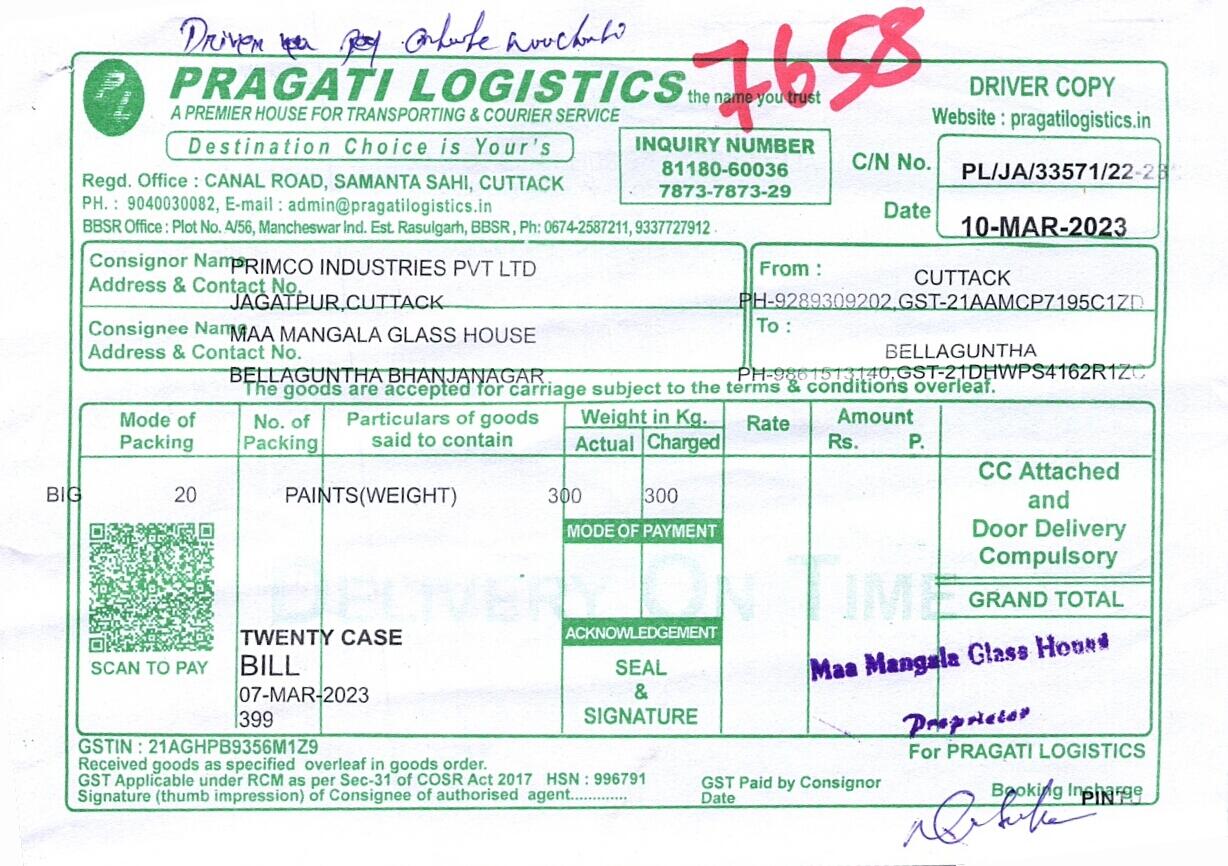 Driver
7658
PRAGATI LOGISTICS the name you trust
A PREMIER HOUSE FOR TRANSPORTING & COURIER SERVICE
Destination Choice is Your's
Regd. Office : CANAL ROAD, SAMANTA SAHI, CUTTACK
PH. : 9040030082, E-mail : admin@pragatilogistics.in
BBSR Office : Plot No. A/56, Mancheswar Ind. Est. Rasulgarh, BBSR , Ph: 0674-2587211, 9337727912
INQUIRY NUMBER
81180-60036
7873-7873-29
DRIVER COPY
Website : pragatilogistics.in
C/N No. PL/JA/33571/22-23
Date 10-MAR-2023
Consignor Name PRIMCO INDUSTRIES PVT LTD
Address & Contact No.
JAGATPUR,CUTTACK
From : CUTTACK
PH-9289309202,GST-21AAMCP7195C1ZD
Consignee Name MAA MANGALA GLASS HOUSE
Address & Contact No.
BELLAGUNTHA BHANJANAGAR
To :
BELLAGUNTHA
PH-9861513140,GST-21DHWPS4162R1ZC
The goods are accepted for carriage subject to the terms & conditions overleaf.
Mode of Packing
No. of Packing
Particulars of goods said to contain
Weight in Kg.
Actual Charged
Rate
Amount
Rs. P.
BIG 20 PAINTS(WEIGHT) 300 300
CC Attached
and
Door Delivery
Compulsory
MODE OF PAYMENT
DELIVERY ON TIME
GRAND TOTAL
SCAN TO PAY
TWENTY CASE
BILL
07-MAR-2023
399
ACKNOWLEDGEMENT
SEAL
&
SIGNATURE
Maa Mangala Glass House
Proprietor
GSTIN : 21AGHPB9356M1Z9
Received goods as specified overleaf in goods order.
GST Applicable under RCM as per Sec-31 of COSR Act 2017 HSN : 996791
Signature (thumb impression) of Consignee of authorised agent.............
GST Paid by Consignor
Date
For PRAGATI LOGISTICS
Booking Insharge
PINTU